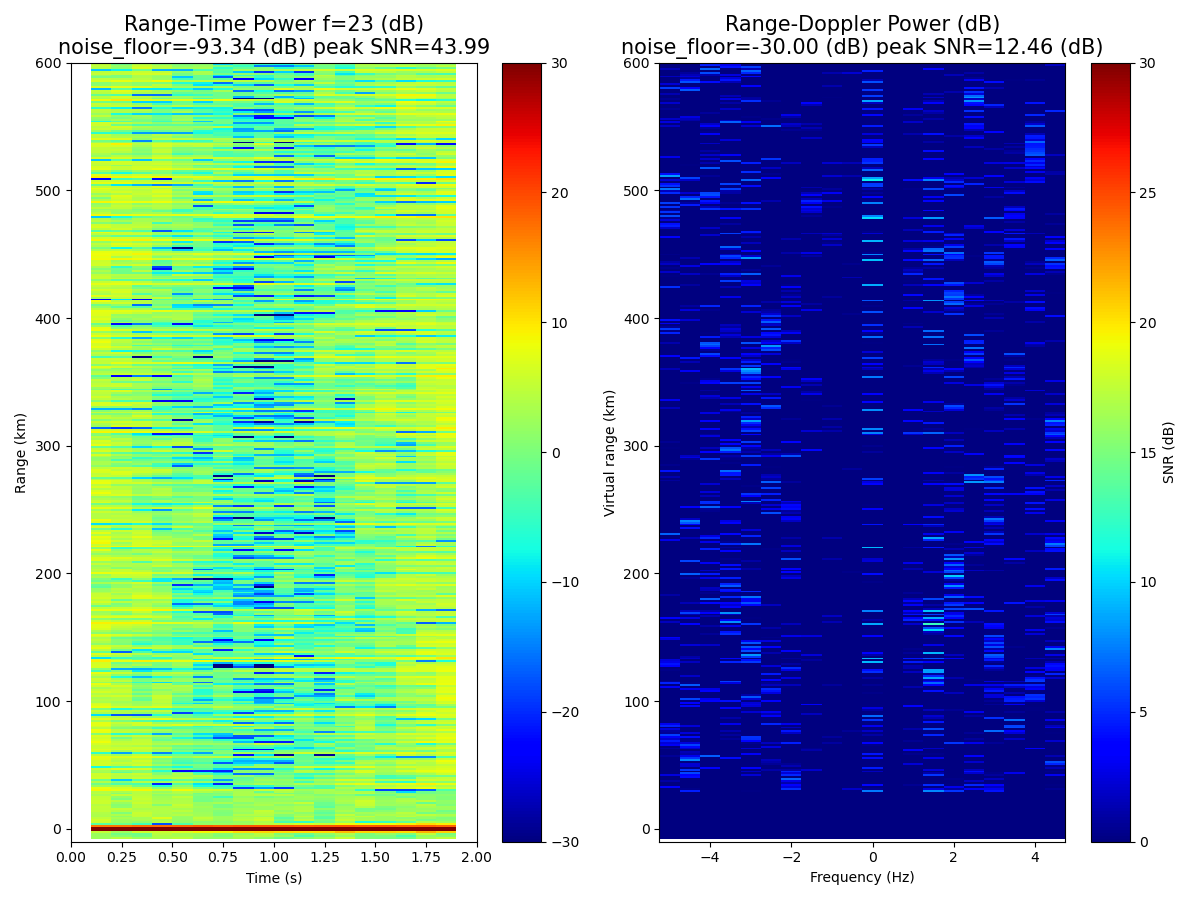 Range-Time Power f=23 (dB)
noise_floor=-93.34 (dB) peak SNR=43.99
Range (km)
600
500
400
300
200
100
0
0.00 0.25 0.50 0.75 1.00 1.25 1.50 1.75 2.00
Time (s)
30
20
10
0
−10
−20
−30
Range-Doppler Power (dB)
noise_floor=-30.00 (dB) peak SNR=12.46 (dB)
Virtual range (km)
600
500
400
300
200
100
0
−4 −2 0 2 4
Frequency (Hz)
30
25
20
15
10
5
0
SNR (dB)